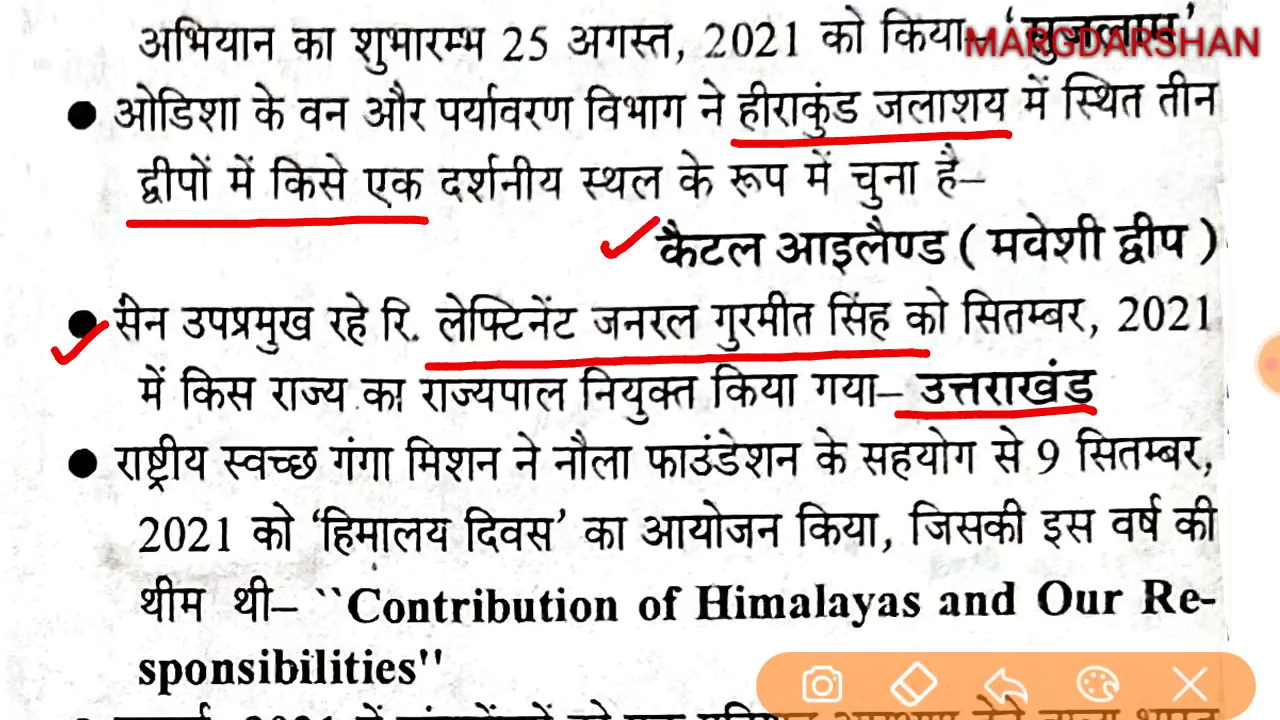 अभियान का शुभारम्भ 25 अगस्त, 2021 को किया– ‘सुजलाम’
MARGDARSHAN
● ओडिशा के वन और पर्यावरण विभाग ने हीराकुंड जलाशय में स्थित तीन
द्वीपों में किसे एक दर्शनीय स्थल के रूप में चुना है–
कैटल आइलैण्ड ( मवेशी द्वीप )
● सेन उपप्रमुख रहे रि. लेफ्टिनेंट जनरल गुरमीत सिंह को सितम्बर, 2021
में किस राज्य का राज्यपाल नियुक्त किया गया– उत्तराखंड
● राष्ट्रीय स्वच्छ गंगा मिशन ने नौला फाउंडेशन के सहयोग से 9 सितम्बर,
2021 को ‘हिमालय दिवस’ का आयोजन किया, जिसकी इस वर्ष की
थीम थी– ``Contribution of Himalayas and Our Re-
sponsibilities"